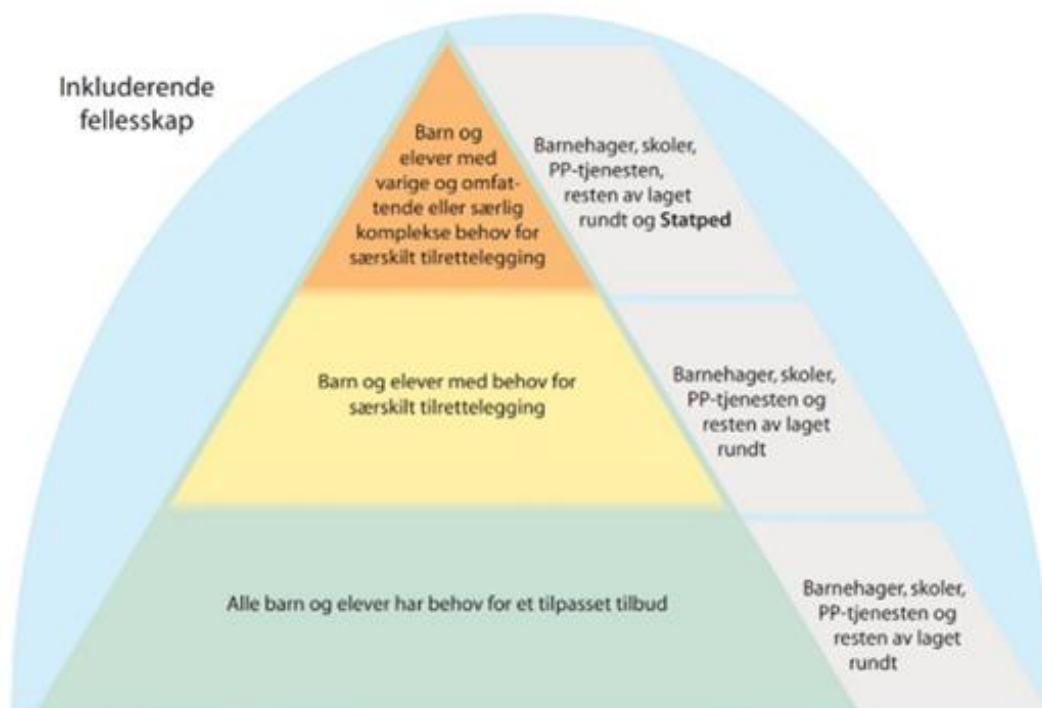 Inkluderende
fellesskap
Barn og
elever med
varige og omfat-
tende eller særlig
komplekse behov for
særskilt tilrettelegging
Barnehager, skoler,
PP-tjenesten,
resten av laget
rundt og Statped
Barn og elever med behov for
særskilt tilrettelegging
Barnehager, skoler,
PP-tjenesten og
resten av laget
rundt
Alle barn og elever har behov for et tilpasset tilbud
Barnehager, skoler,
PP-tjenesten og
resten av laget
rundt